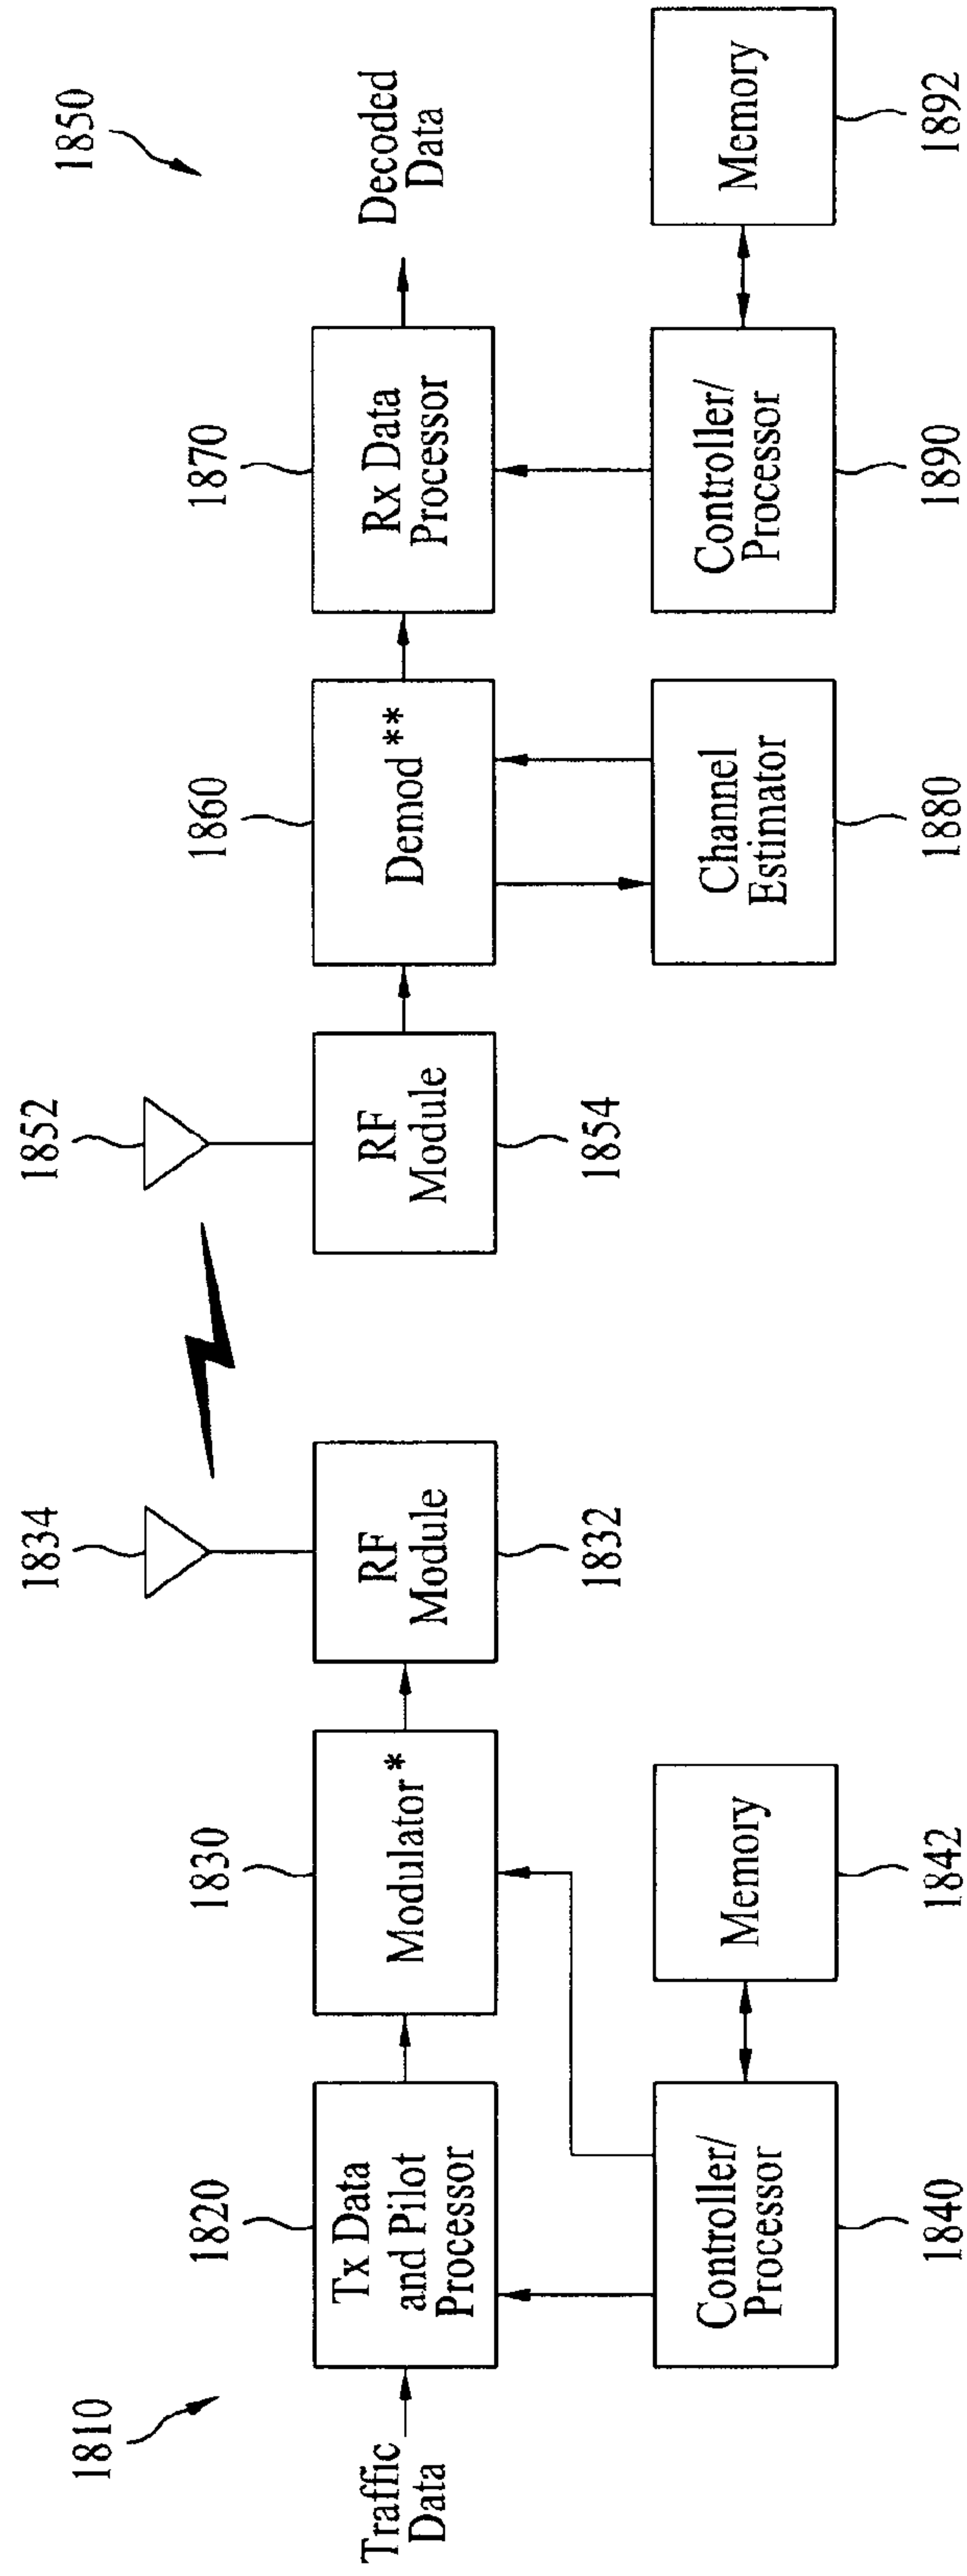 1810
1850
1834
1852
1820
1830
1860
1870
Traffic
Data
Tx Data
and Pilot
Processor
Modulator*
RF
Module
RF
Module
Demod**
Rx Data
Processor
Decoded
Data
1832
1854
Controller/
Processor
Memory
Channel
Estimator
Controller/
Processor
Memory
1840
1842
1880
1890
1892